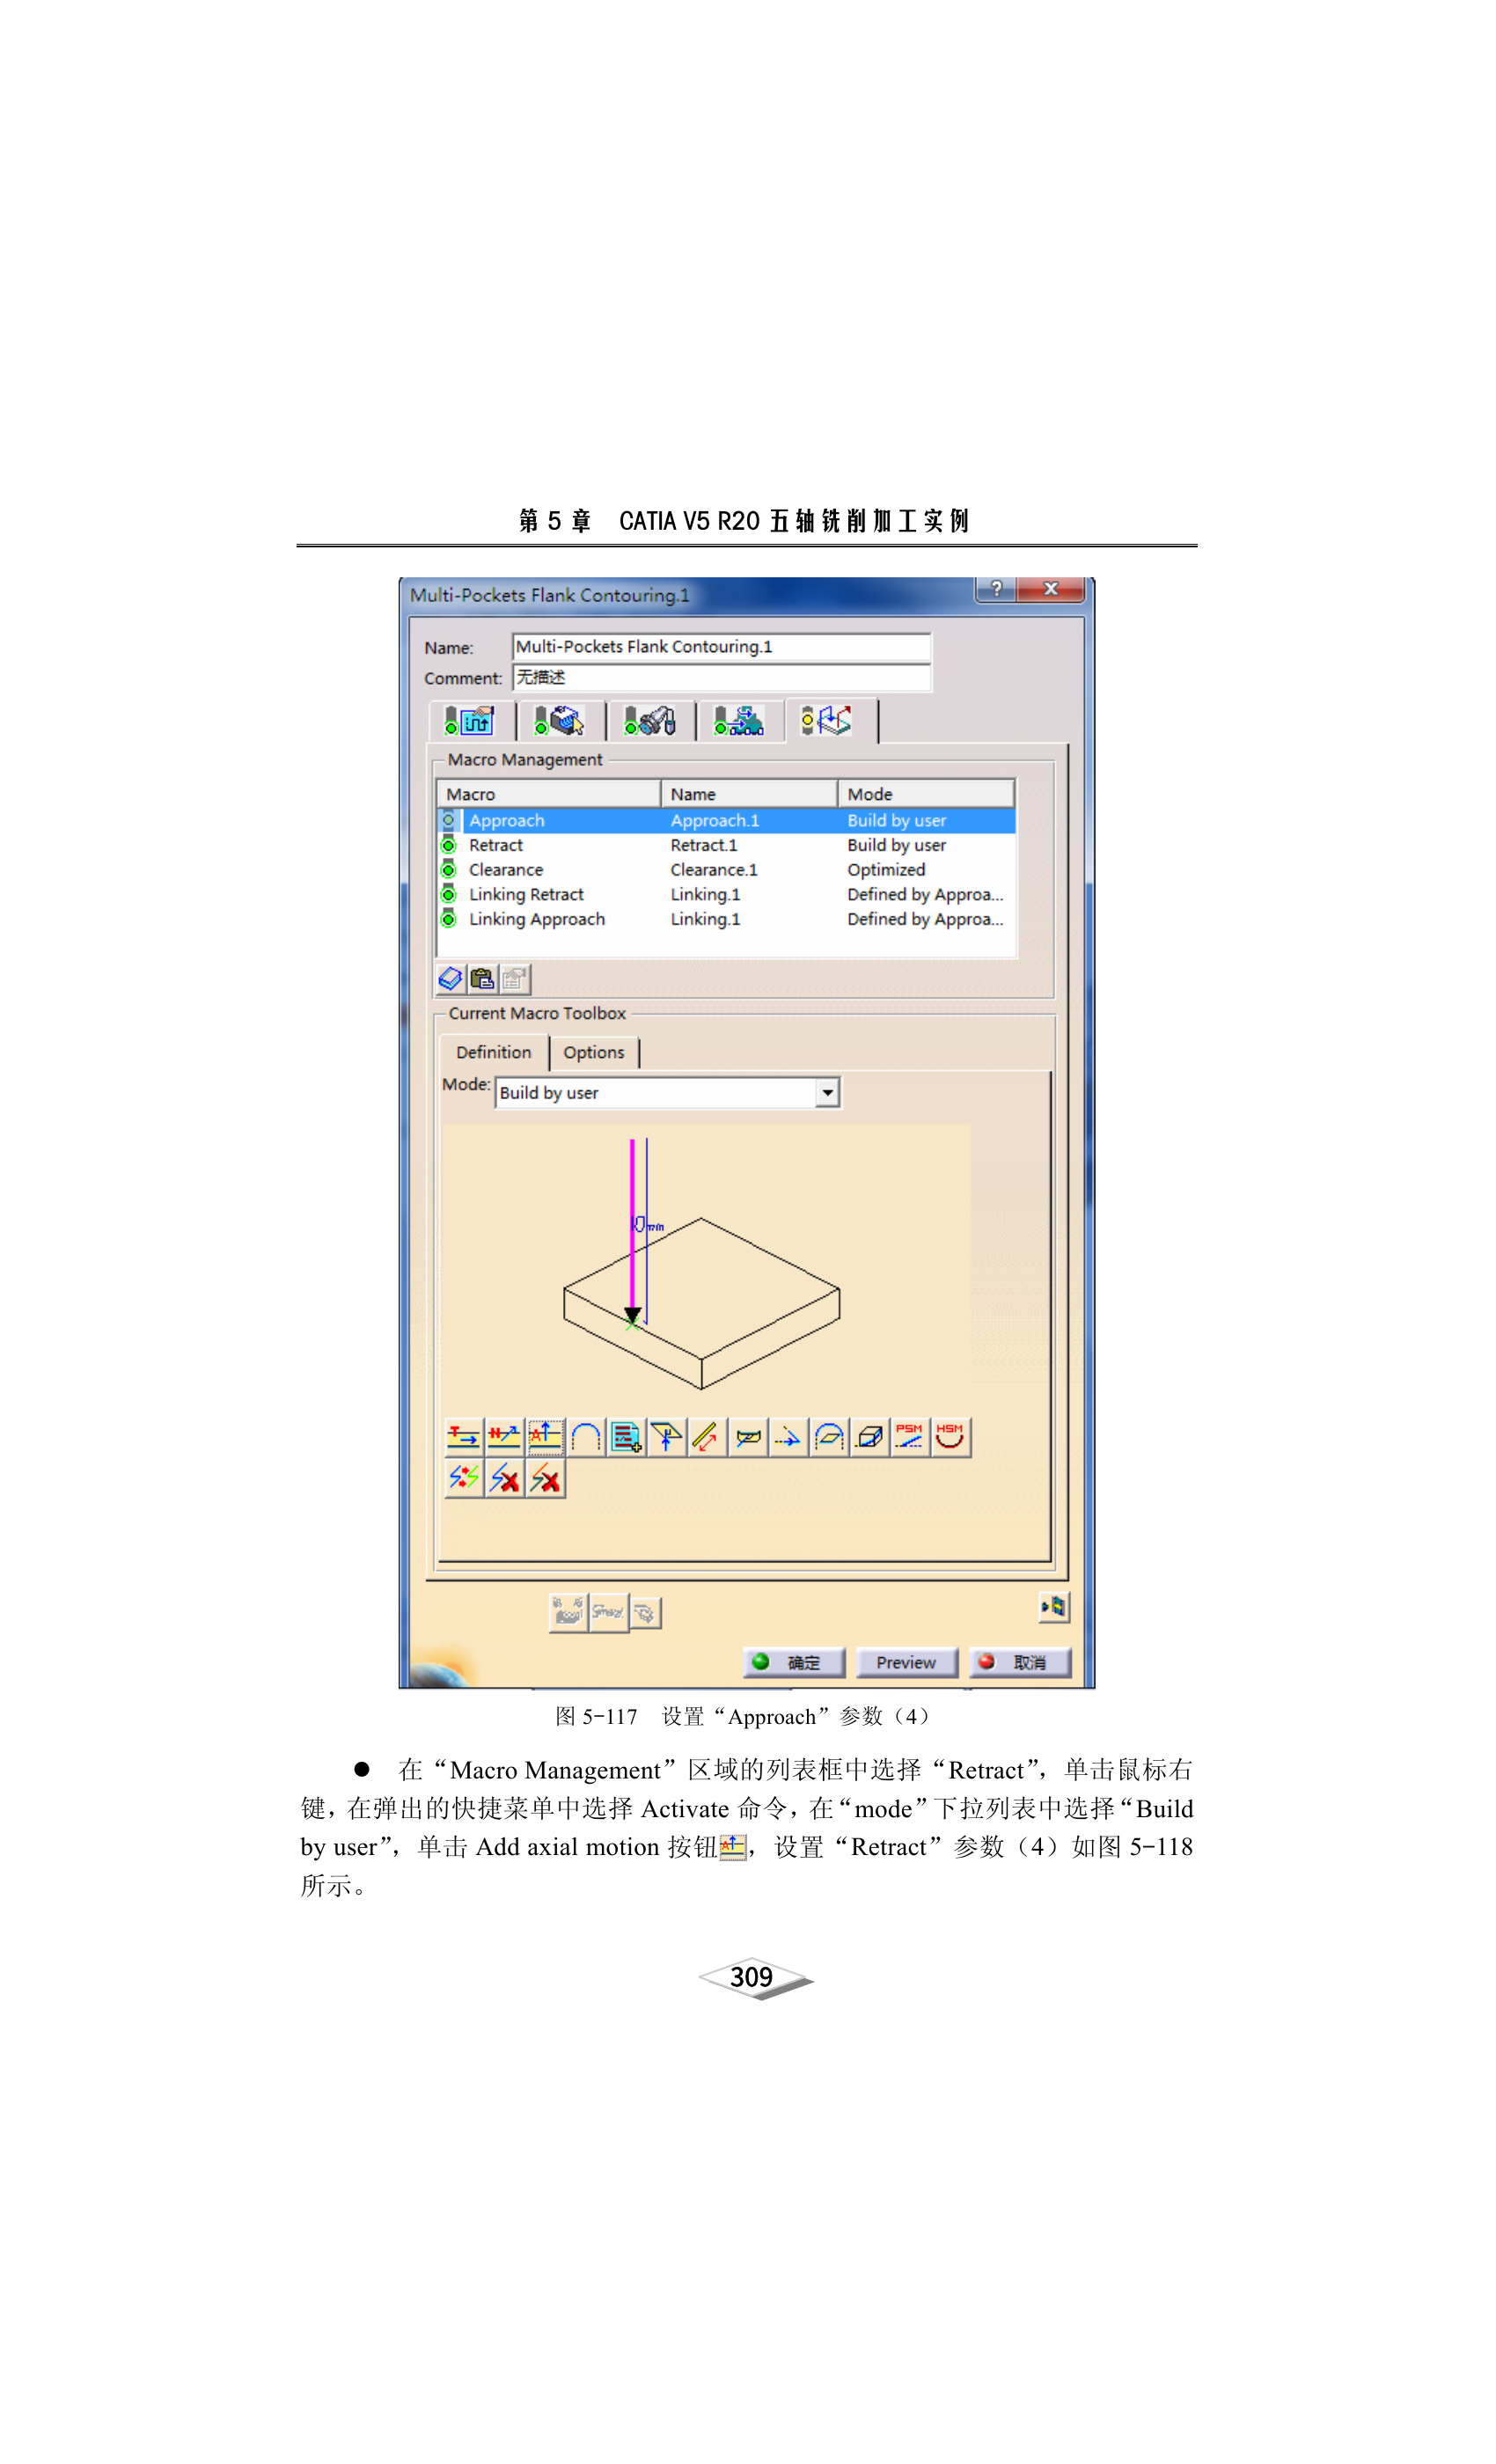 第 5 章 CATIA V5 R20 五轴铣削加工实例
Multi-Pockets Flank Contouring.1
Name: Multi-Pockets Flank Contouring.1
Comment: 无描述
Macro Management
Macro Name Mode
Approach Approach.1 Build by user
Retract Retract.1 Build by user
Clearance Clearance.1 Optimized
Linking Retract Linking.1 Defined by Approa...
Linking Approach Linking.1 Defined by Approa...
Current Macro Toolbox
Definition Options
Mode: Build by user
PSM HSM
确定 Preview 取消
图 5-117 设置“Approach”参数（4）
● 在“Macro Management”区域的列表框中选择“Retract”，单击鼠标右
键，在弹出的快捷菜单中选择 Activate 命令，在“mode”下拉列表中选择“Build
by user”，单击 Add axial motion 按钮，设置“Retract”参数（4）如图 5-118
所示。
309